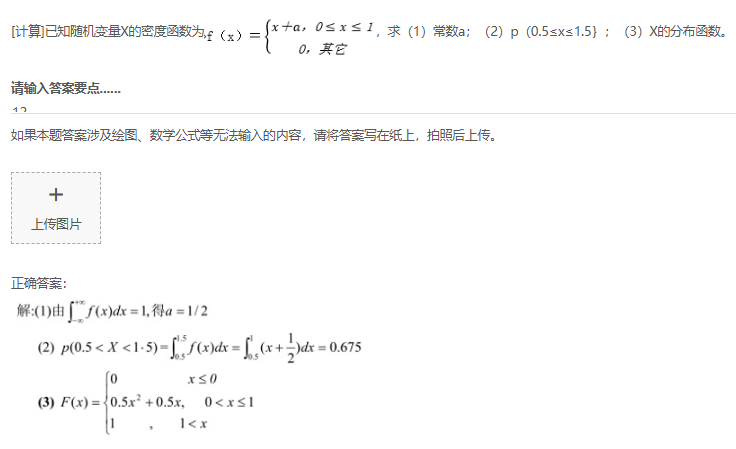 [计算]已知随机变量X的密度函数为,f（x）={x+a，0≤x≤1 0，其它，求（1）常数a；（2）p（0.5≤x≤1.5}；（3）X的分布函数。
请输入答案要点......
如果本题答案涉及绘图、数学公式等无法输入的内容，请将答案写在纸上，拍照后上传。
+
上传图片
正确答案：
解:(1)由∫_{-∞}^{+∞} f(x)dx = 1,得a = 1/2
(2) p(0.5 < X < 1·5) = ∫_{0.5}^{1.5} f(x)dx = ∫_{0.5}^{1} (x + 1/2)dx = 0.675
(3) F(x) = {0 x ≤ 0
0.5x² + 0.5x, 0 < x ≤ 1
1 , 1 < x